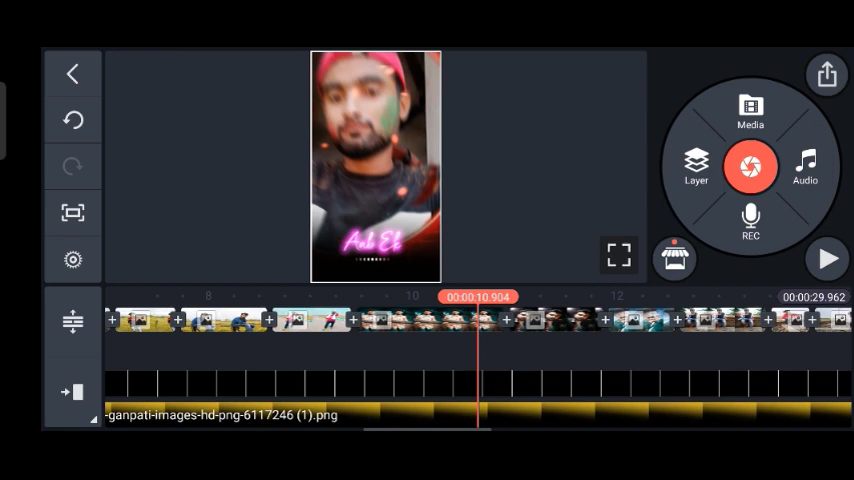 Media
Layer
Audio
REC
Aab Ek
8
10
00:00:10.904
12
00:00:29.962
-ganpati-images-hd-png-6117246 (1).png